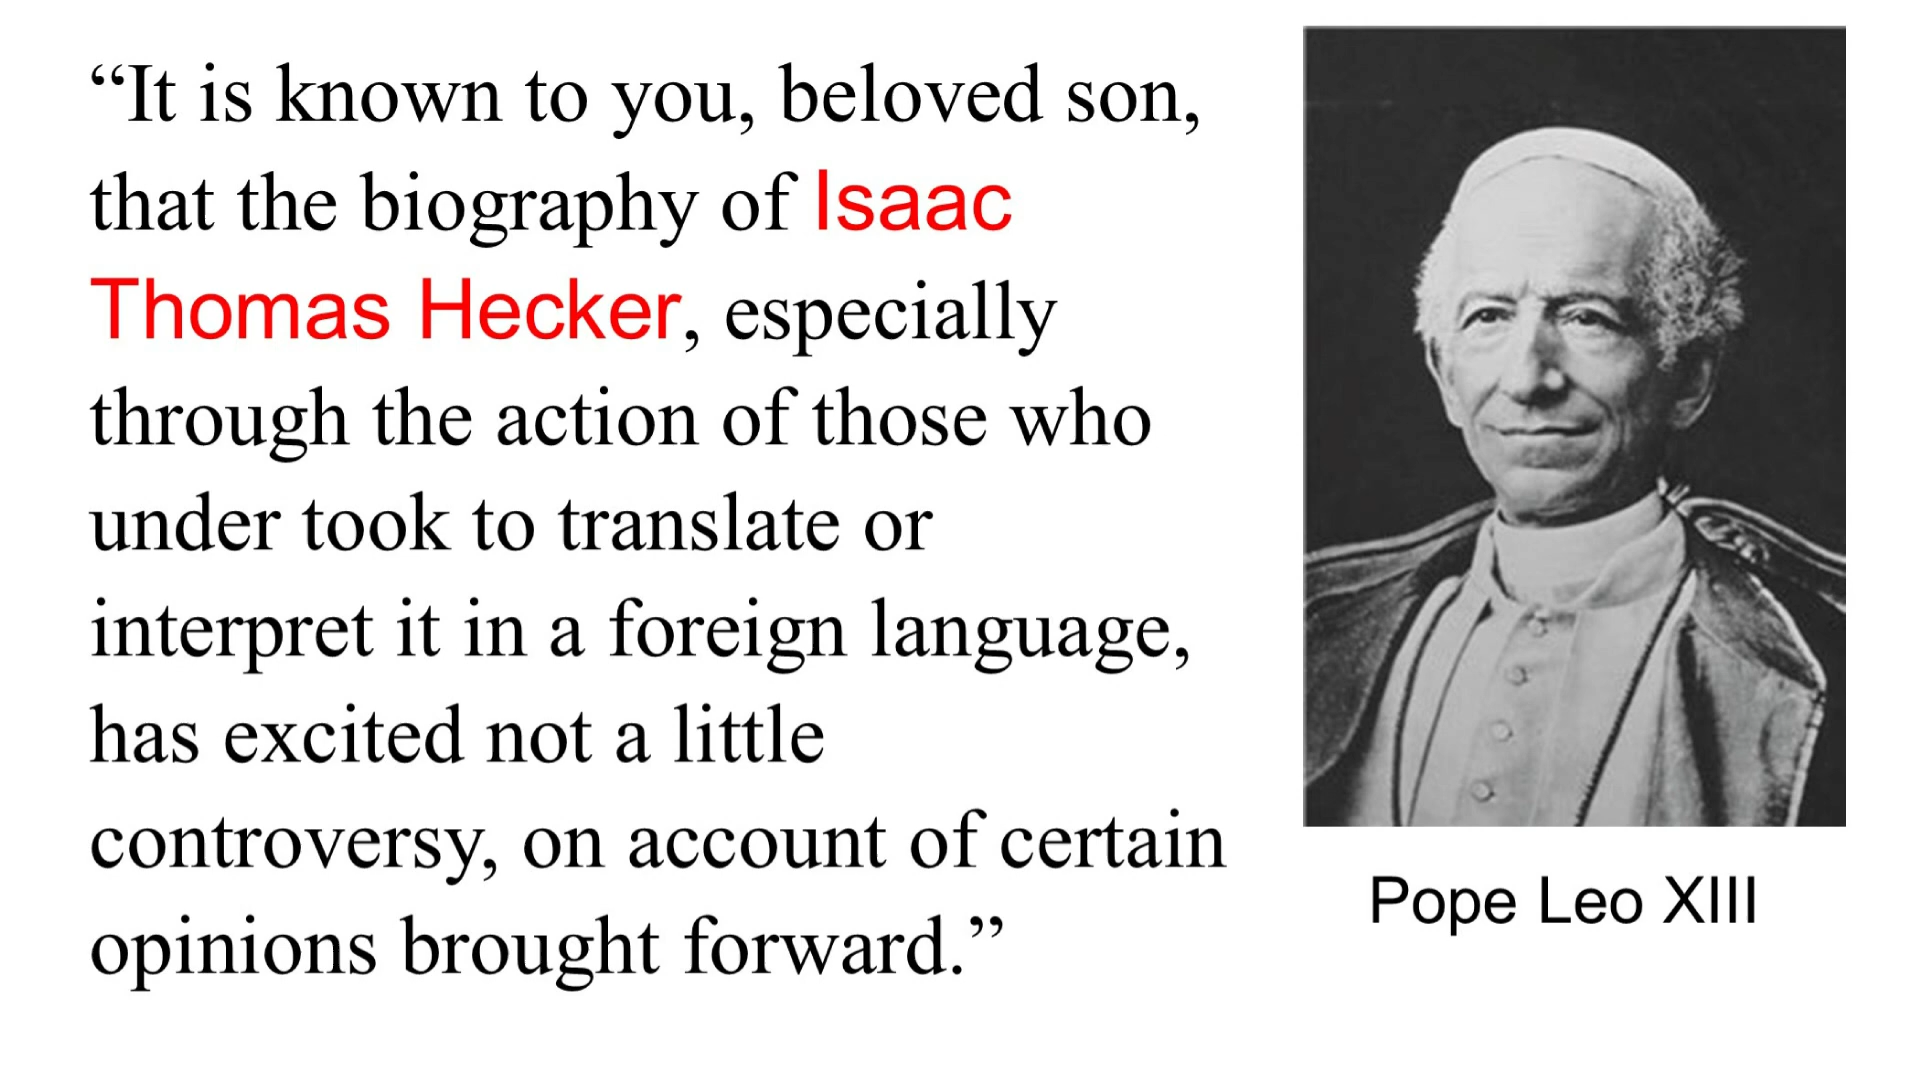 “It is known to you, beloved son,
that the biography of Isaac
Thomas Hecker, especially
through the action of those who
under took to translate or
interpret it in a foreign language,
has excited not a little
controversy, on account of certain
opinions brought forward.”
Pope Leo XIII